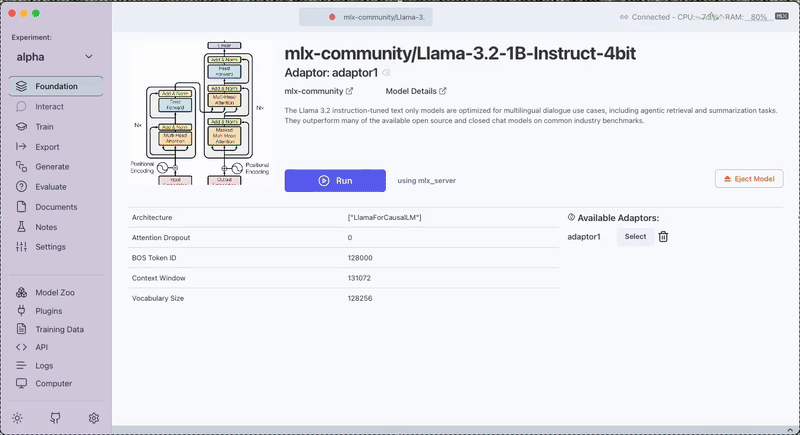 mlx-community/Llama-3.
Connected - CPU: 73% RAM: 80% MLX
Experiment:
alpha
Foundation
Interact
Train
Export
Generate
Evaluate
Documents
Notes
Settings
Model Zoo
Plugins
Training Data
API
Logs
Computer
Linear
Add & Norm
Feed Forward
Add & Norm
Multi-Head Attention
Add & Norm
Masked Multi-Head Attention
Add & Norm
Feed Forward
Add & Norm
Multi-Head Attention
Nx
Nx
Positional Encoding
Positional Encoding
Input
Output
mlx-community/Llama-3.2-1B-Instruct-4bit
Adaptor: adaptor1
mlx-community
Model Details
The Llama 3.2 instruction-tuned text only models are optimized for multilingual dialogue use cases, including agentic retrieval and summarization tasks.
They outperform many of the available open source and closed chat models on common industry benchmarks.
Run
using mlx_server
Eject Model
Architecture ["LlamaForCausalLM"]
Attention Dropout 0
BOS Token ID 128000
Context Window 131072
Vocabulary Size 128256
Available Adaptors:
adaptor1 Select